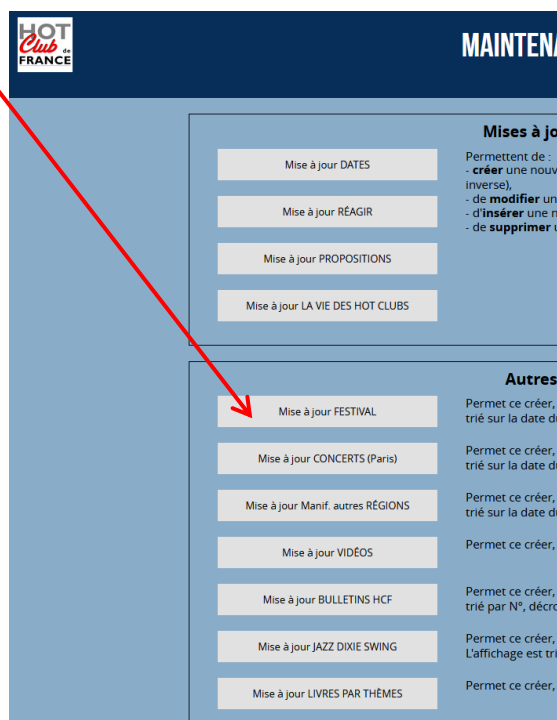 HOT
Club de
FRANCE
MAINTENA
Mises à jo
Permettent de :
- créer une nouv
inverse),
- de modifier un
- d'insérer une n
- de supprimer u
Mise à jour DATES
Mise à jour RÉAGIR
Mise à jour PROPOSITIONS
Mise à jour LA VIE DES HOT CLUBS
Autres
Mise à jour FESTIVAL
Permet ce créer,
trié sur la date du
Mise à jour CONCERTS (Paris)
Permet ce créer,
trié sur la date du
Mise à jour Manif. autres RÉGIONS
Permet ce créer,
trié sur la date du
Mise à jour VIDÉOS
Permet ce créer,
Mise à jour BULLETINS HCF
Permet ce créer,
trié par N°, décro
Mise à jour JAZZ DIXIE SWING
Permet ce créer,
L'affichage est tri
Mise à jour LIVRES PAR THÈMES
Permet ce créer,